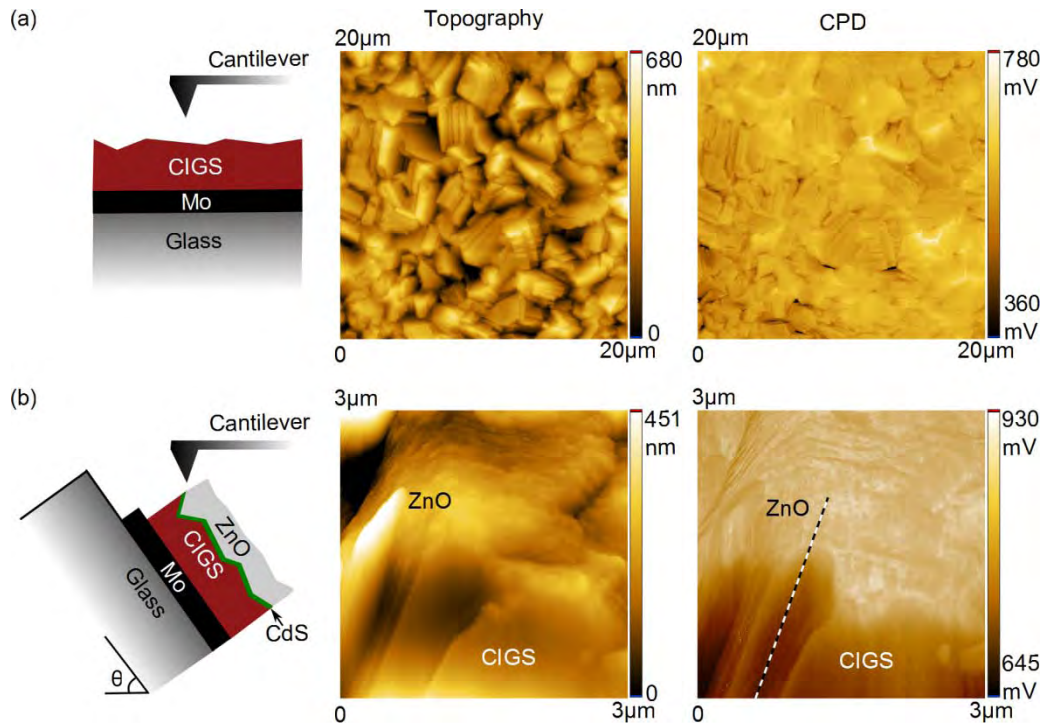 (a)
Topography
CPD
Cantilever
CIGS
Mo
Glass
20µm
680
nm
0
0
20µm
20µm
780
mV
360
mV
0
20µm
(b)
Cantilever
ZnO
CIGS
Mo
Glass
CdS
θ
3µm
451
nm
ZnO
CIGS
0
0
3µm
3µm
930
mV
ZnO
CIGS
645
mV
0
3µm